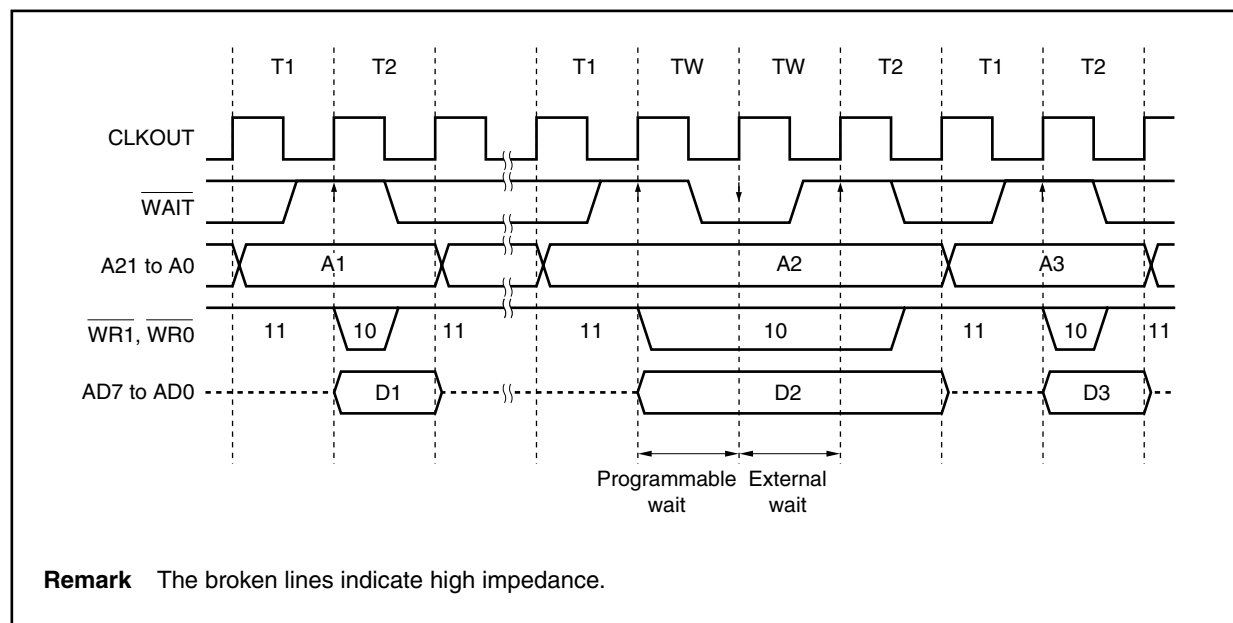 T1 T2 T1 TW TW T2 T1 T2
CLKOUT
WAIT
A21 to A0 A1 A2 A3
WR1, WR0 11 10 11 11 10 11 10 11
AD7 to AD0 D1 D2 D3
Programmable wait External wait
Remark The broken lines indicate high impedance.